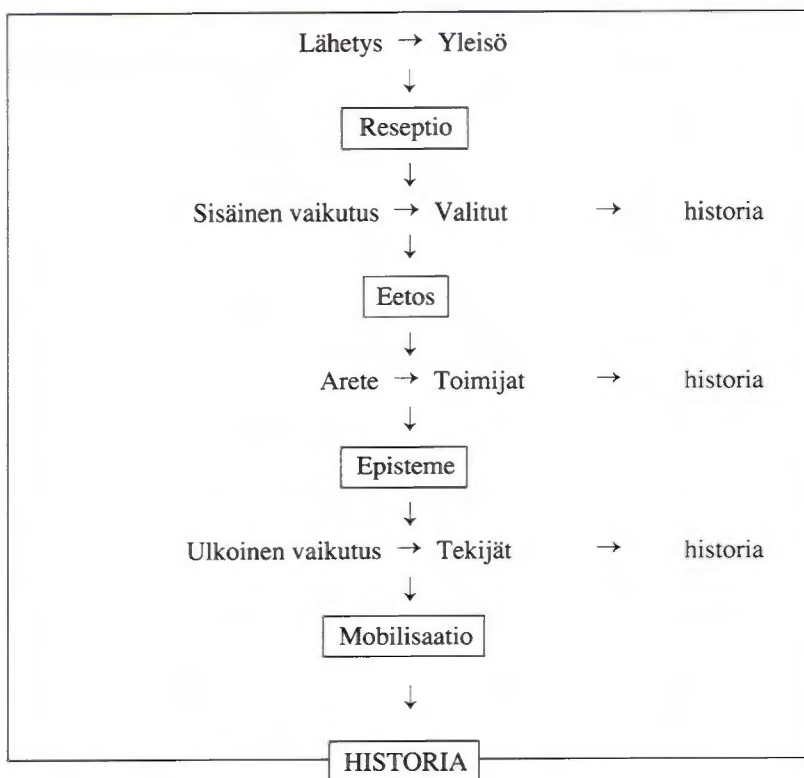 Lähetys → Yleisö
↓
Reseptio
↓
Sisäinen vaikutus → Valitut → historia
↓
Eetos
↓
Arete → Toimijat → historia
↓
Episteme
↓
Ulkoinen vaikutus → Tekijät → historia
↓
Mobilisaatio
↓
HISTORIA